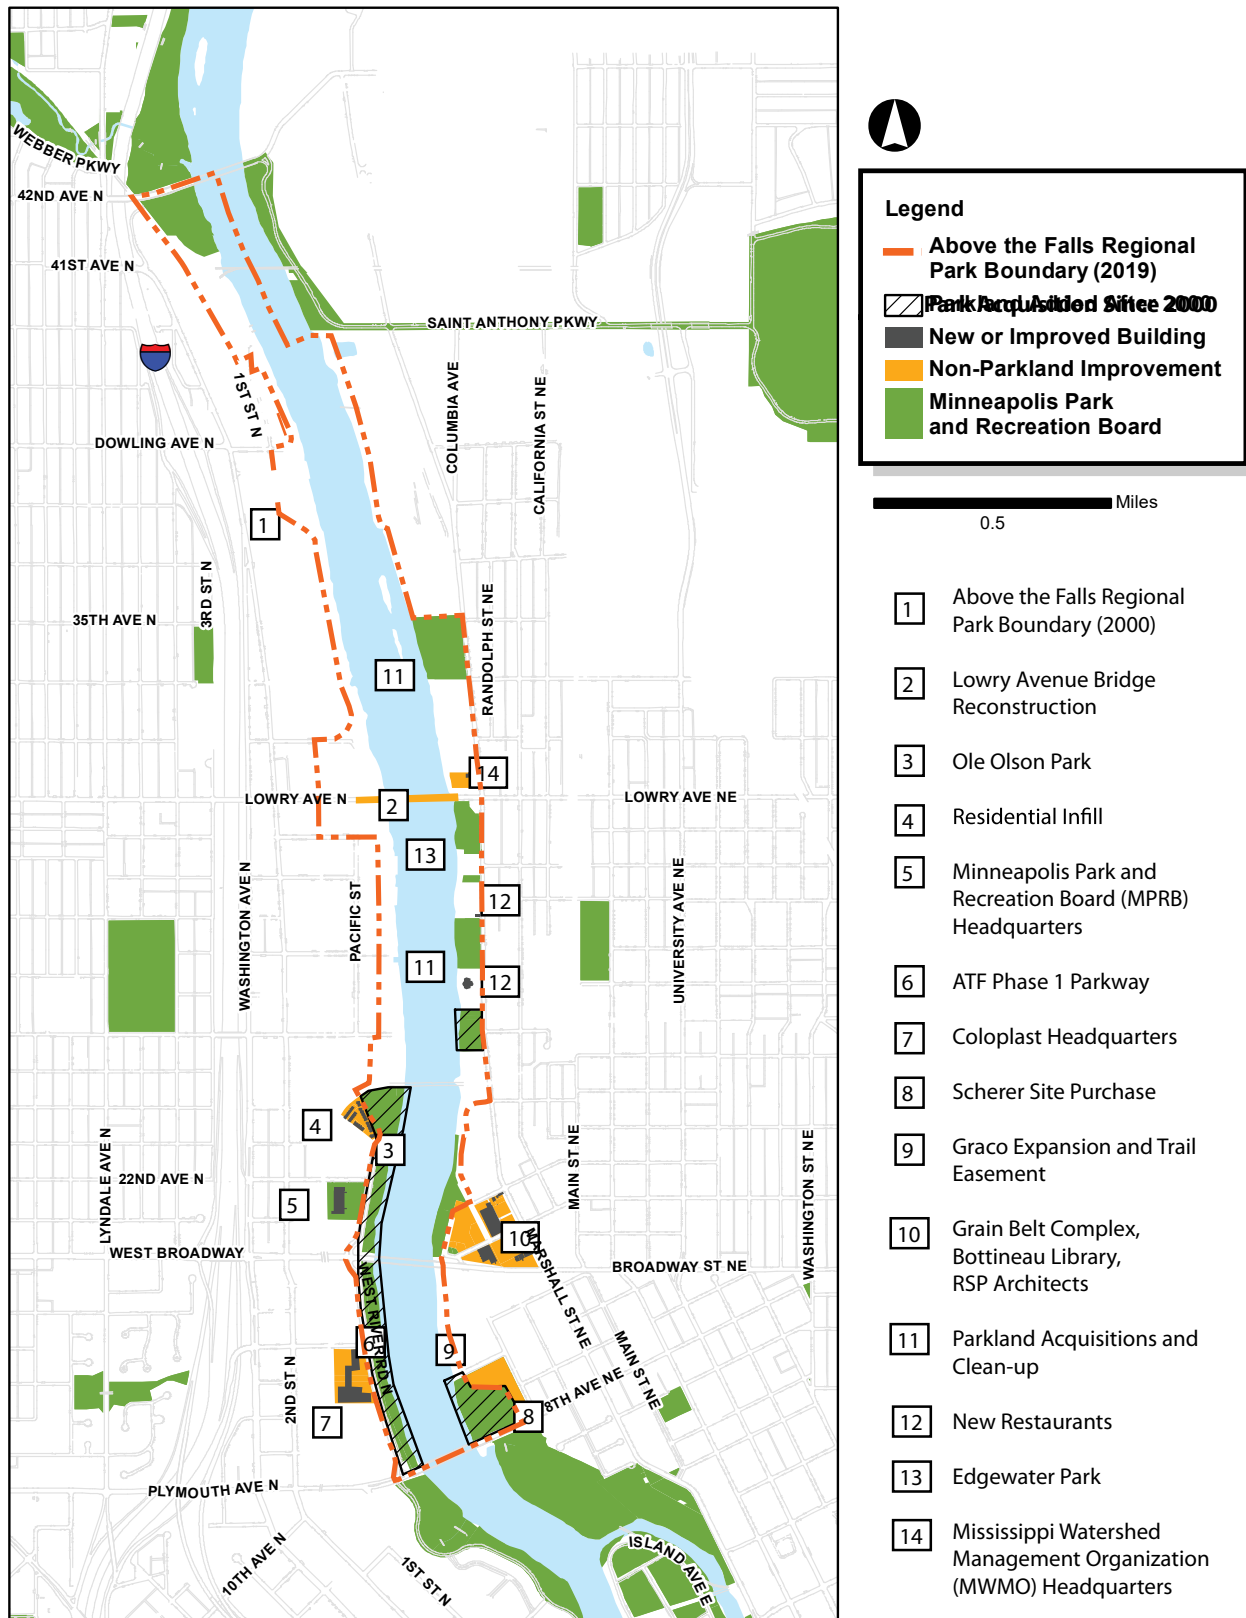 WEBBER PKWY
42ND AVE N
41ST AVE N
SAINT ANTHONY PKWY
1ST ST N
COLUMBIA AVE
CALIFORNIA ST NE
DOWLING AVE N
1
3RD ST N
35TH AVE N
RANDOLPH ST NE
11
14
LOWRY AVE N
2
LOWRY AVE NE
13
WASHINGTON AVE N
PACIFIC ST
UNIVERSITY AVE NE
12
11
12
4
3
LYNDALE AVE N
22ND AVE N
5
MAIN ST NE
WASHINGTON ST NE
10
WEST BROADWAY
BROADWAY ST NE
MARSHALL ST NE
WEST RIVER RD N
6
9
MAIN ST NE
2ND ST N
8TH AVE NE
7
8
PLYMOUTH AVE N
10TH AVE N
1ST ST N
ISLAND AVE E
Legend
Above the Falls Regional
Park Boundary (2019)
Parkland Added After 2000
Park Acquisition Since 2000
New or Improved Building
Non-Parkland Improvement
Minneapolis Park
and Recreation Board
Miles
0.5
1 Above the Falls Regional
Park Boundary (2000)
2 Lowry Avenue Bridge
Reconstruction
3 Ole Olson Park
4 Residential Infill
5 Minneapolis Park and
Recreation Board (MPRB)
Headquarters
6 ATF Phase 1 Parkway
7 Coloplast Headquarters
8 Scherer Site Purchase
9 Graco Expansion and Trail
Easement
10 Grain Belt Complex,
Bottineau Library,
RSP Architects
11 Parkland Acquisitions and
Clean-up
12 New Restaurants
13 Edgewater Park
14 Mississippi Watershed
Management Organization
(MWMO) Headquarters